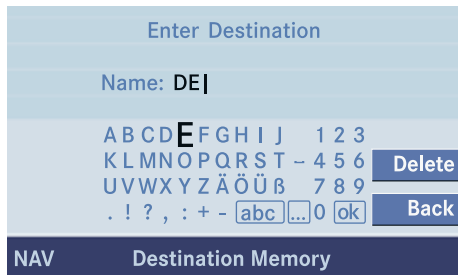 Enter Destination
Name: DE
A B C D E F G H I J 1 2 3
K L M N O P Q R S T – 4 5 6
Delete
U V W X Y Z Ä Ö Ü ß 7 8 9
. ! ? , : + - abc ... 0 ok
Back
NAV Destination Memory